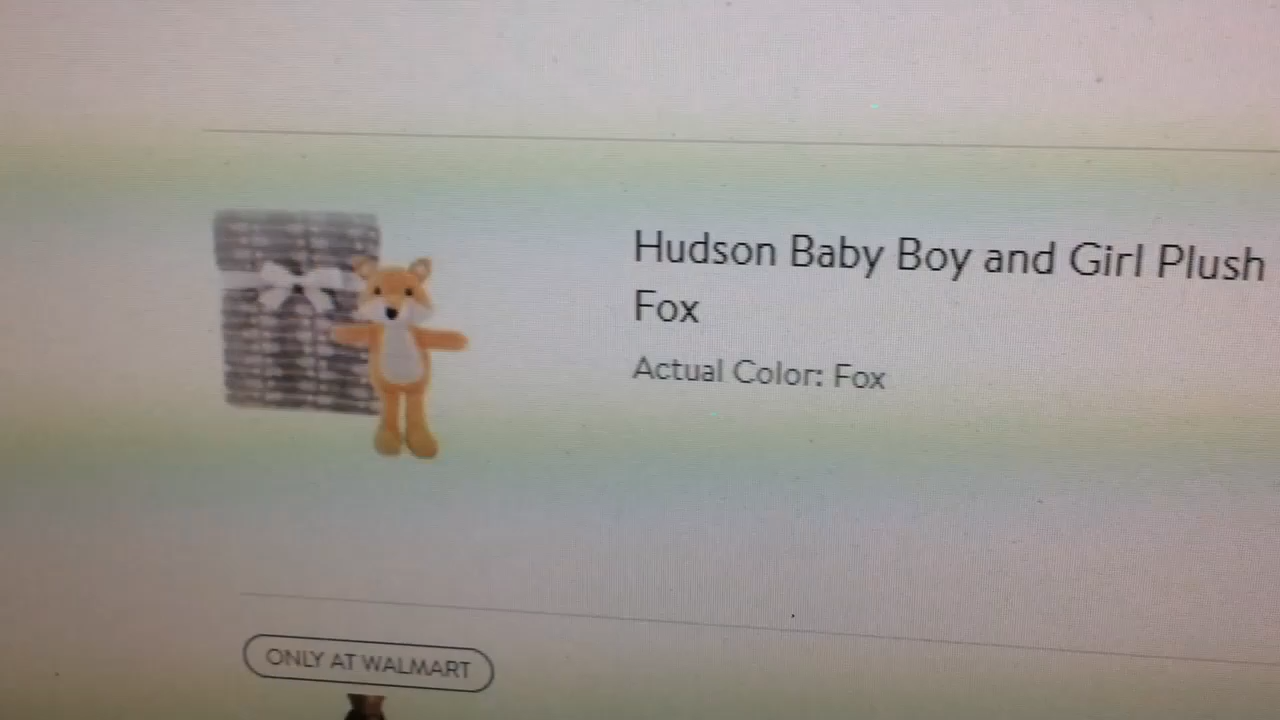 Hudson Baby Boy and Girl Plush
Fox
Actual Color: Fox
ONLY AT WALMART